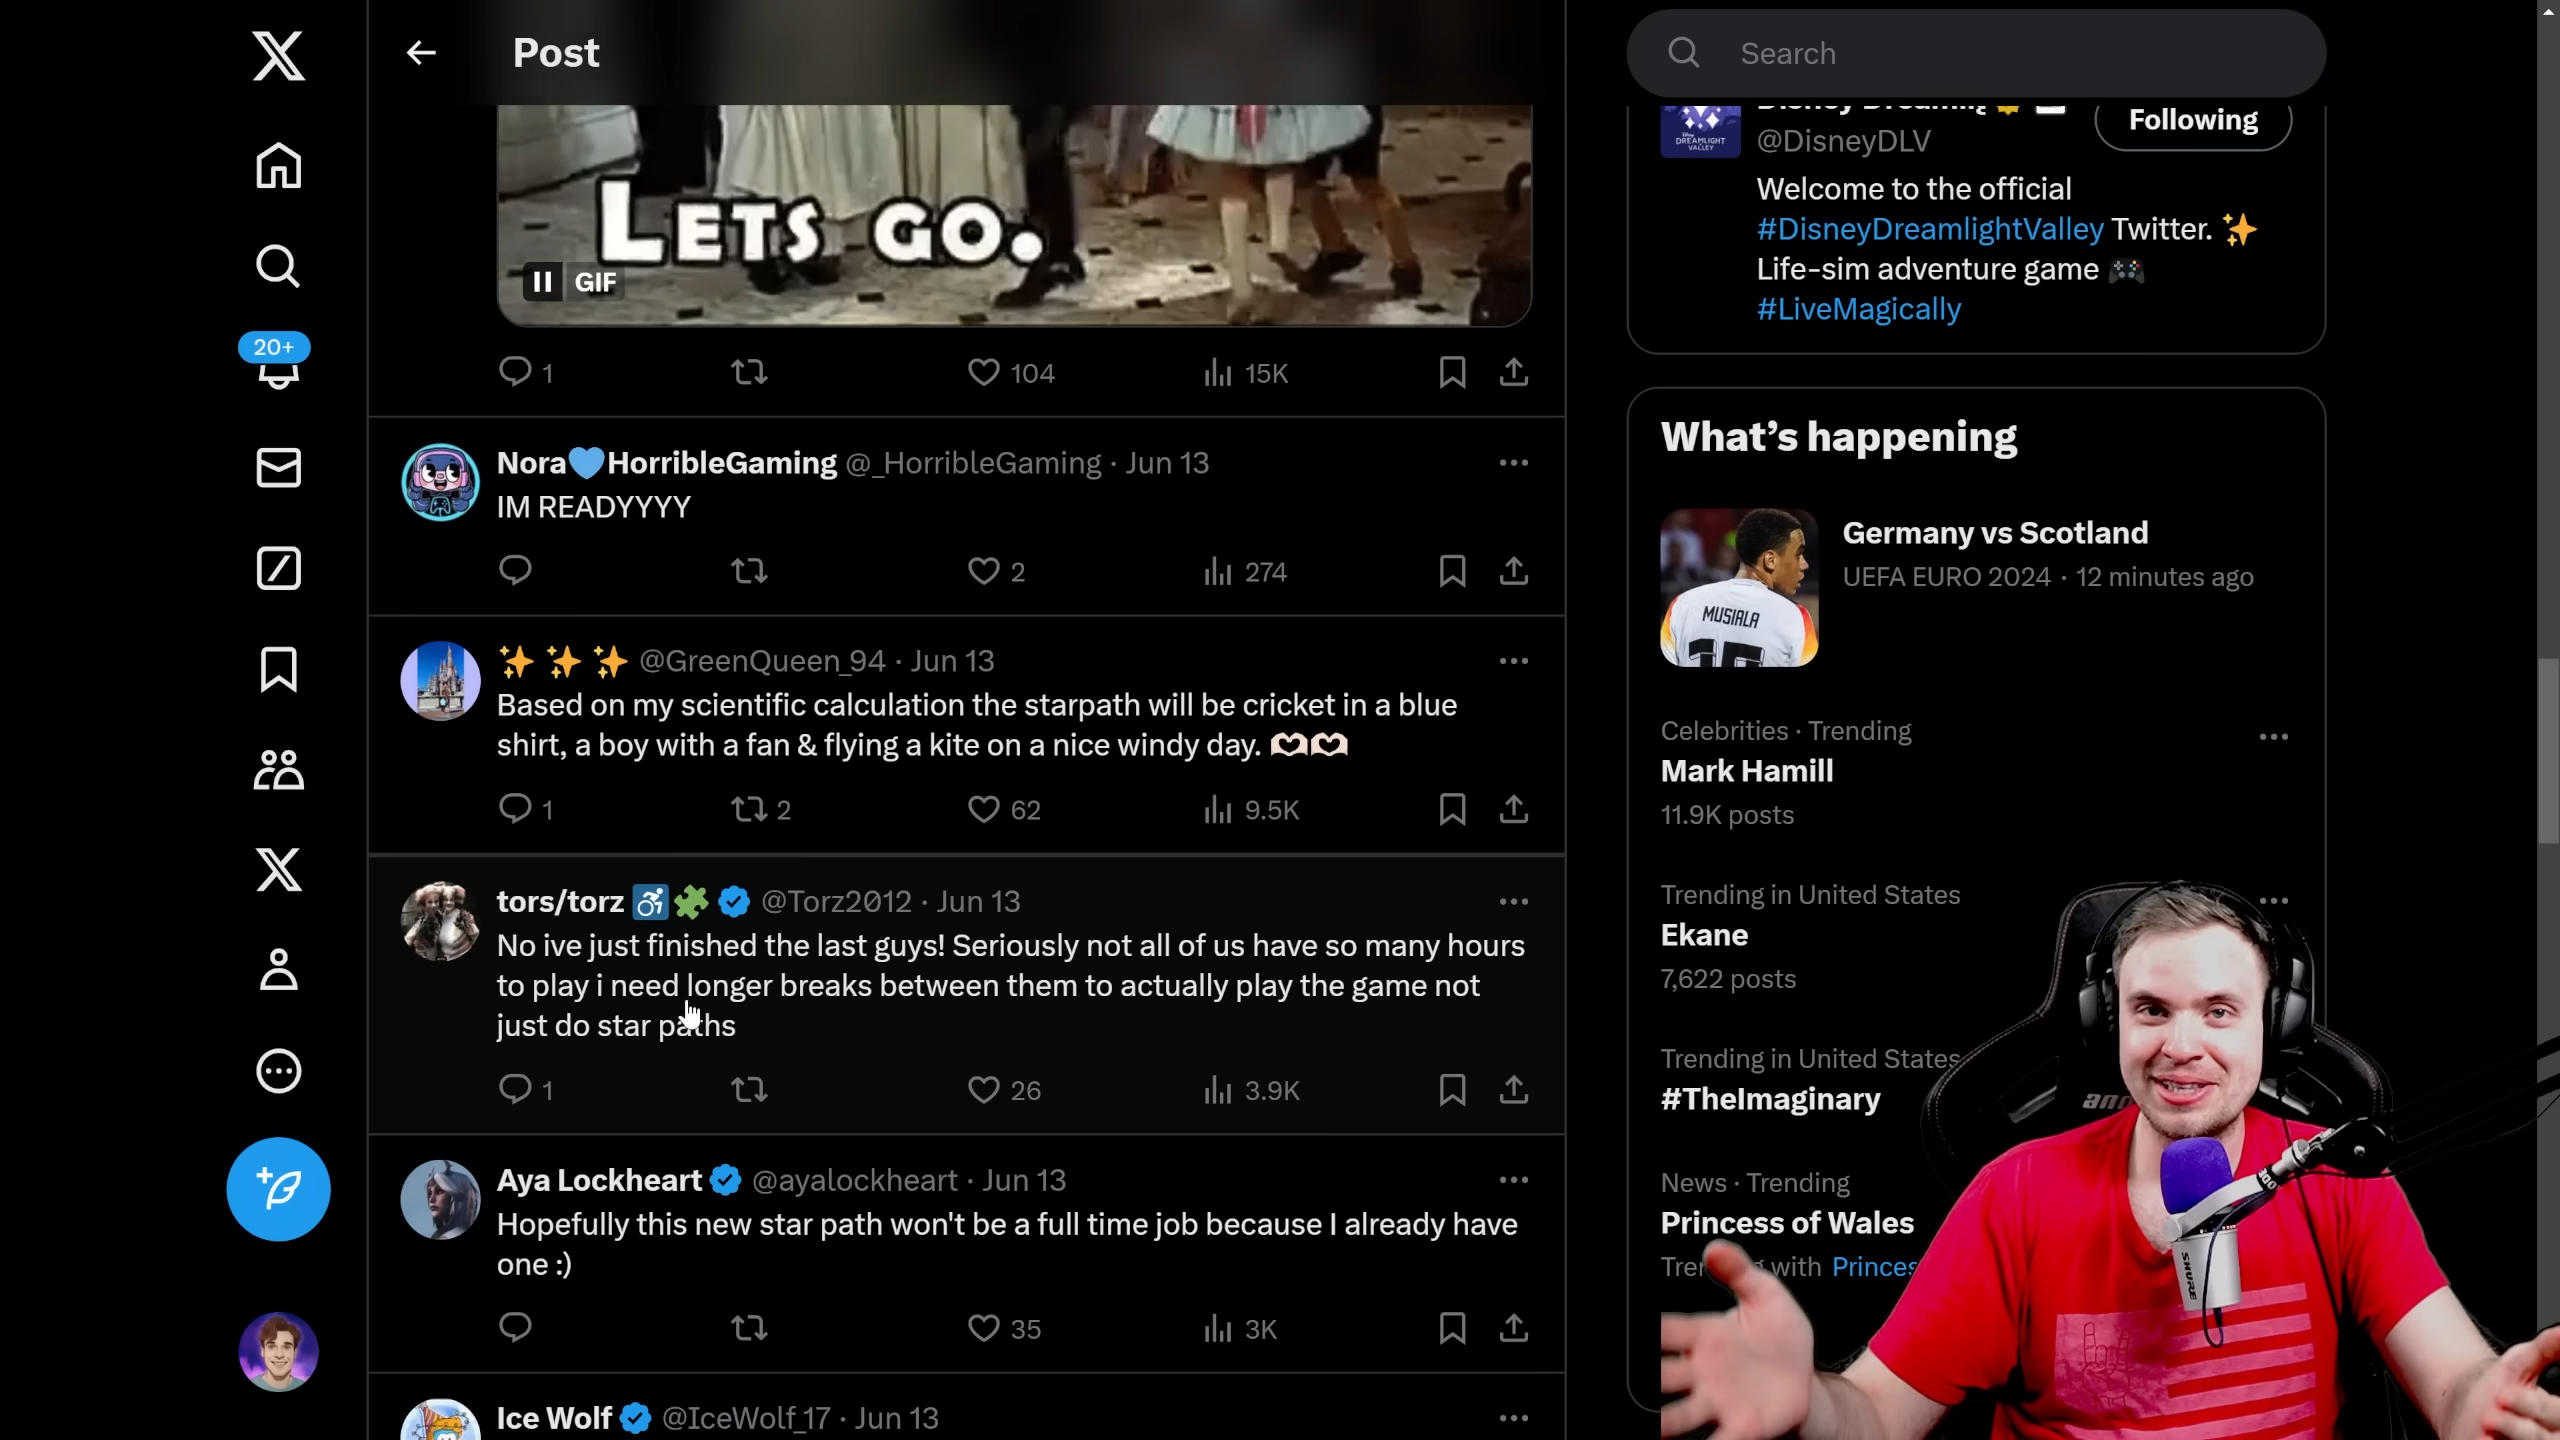 Post
Search
LETS GO.
GIF
1
104
15K
Nora💙HorribleGaming @_HorribleGaming · Jun 13
IM READYYYY
2
274
✨ ✨ ✨ @GreenQueen_94 · Jun 13
Based on my scientific calculation the starpath will be cricket in a blue
shirt, a boy with a fan & flying a kite on a nice windy day. 🫶🏻🫶🏻
1
2
62
9.5K
tors/torz ♿🧩 @Torz2012 · Jun 13
No ive just finished the last guys! Seriously not all of us have so many hours
to play i need longer breaks between them to actually play the game not
just do star paths
1
26
3.9K
Aya Lockheart @ayalockheart · Jun 13
Hopefully this new star path won't be a full time job because I already have
one :)
35
3K
Ice Wolf @IceWolf_17 · Jun 13
20+
DREAMLIGHT
VALLEY
@DisneyDLV
Following
Welcome to the official
#DisneyDreamlightValley Twitter. ✨
Life-sim adventure game 🎮
#LiveMagically
What's happening
MUSIALA
Germany vs Scotland
UEFA EURO 2024 · 12 minutes ago
Celebrities · Trending
Mark Hamill
11.9K posts
Trending in United States
Ekane
7,622 posts
Trending in United States
#TheImaginary
News · Trending
Princess of Wales
with Princes
SHURE